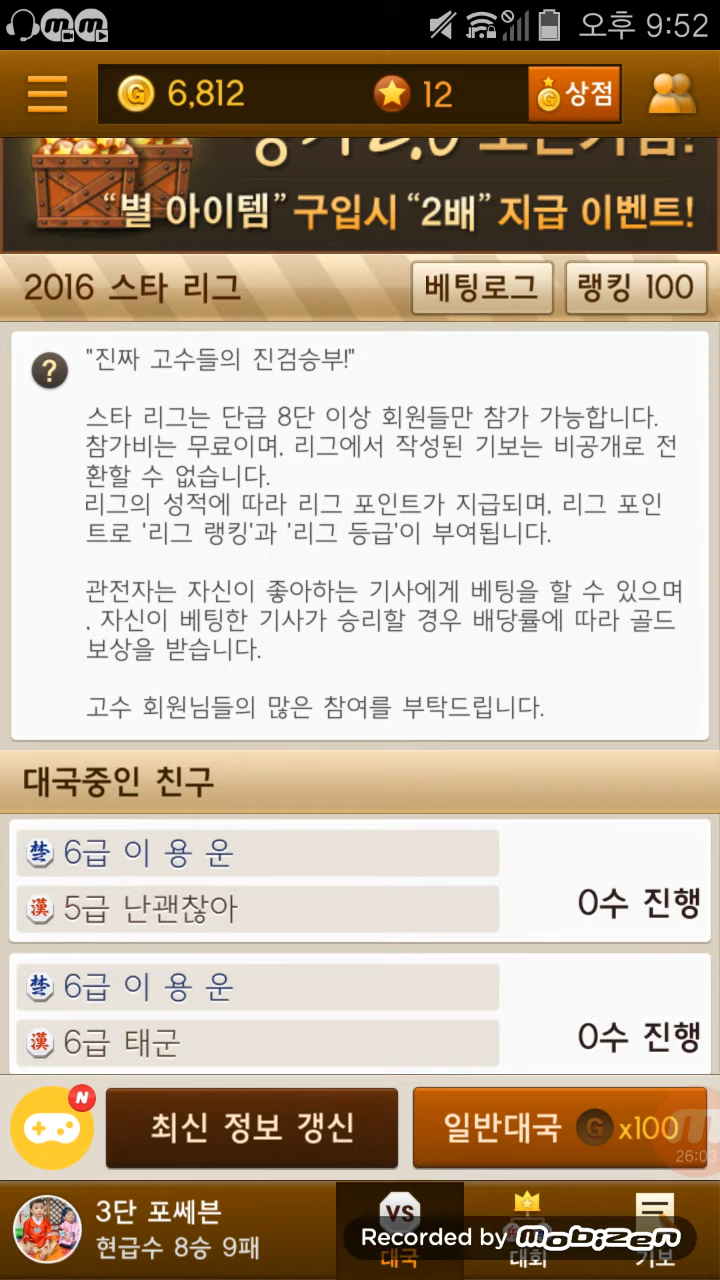 오후 9:52
6,812
12
상점
"별 아이템" 구입시 "2배" 지급 이벤트!
2016 스타 리그
베팅로그
랭킹 100
?
"진짜 고수들의 진검승부!"
스타 리그는 단급 8단 이상 회원들만 참가 가능합니다.
참가비는 무료이며, 리그에서 작성된 기보는 비공개로 전
환할 수 없습니다.
리그의 성적에 따라 리그 포인트가 지급되며, 리그 포인
트로 '리그 랭킹'과 '리그 등급'이 부여됩니다.
관전자는 자신이 좋아하는 기사에게 베팅을 할 수 있으며
, 자신이 베팅한 기사가 승리할 경우 배당률에 따라 골드
보상을 받습니다.
고수 회원님들의 많은 참여를 부탁드립니다.
대국중인 친구
楚 6급 이 용 운
漢 5급 난괜찮아
0수 진행
楚 6급 이 용 운
漢 6급 태군
0수 진행
N
최신 정보 갱신
일반대국 G x100
26:03
3단 포쎄븐
현급수 8승 9패
VS
대국
대회
기보
Recorded by mobizen